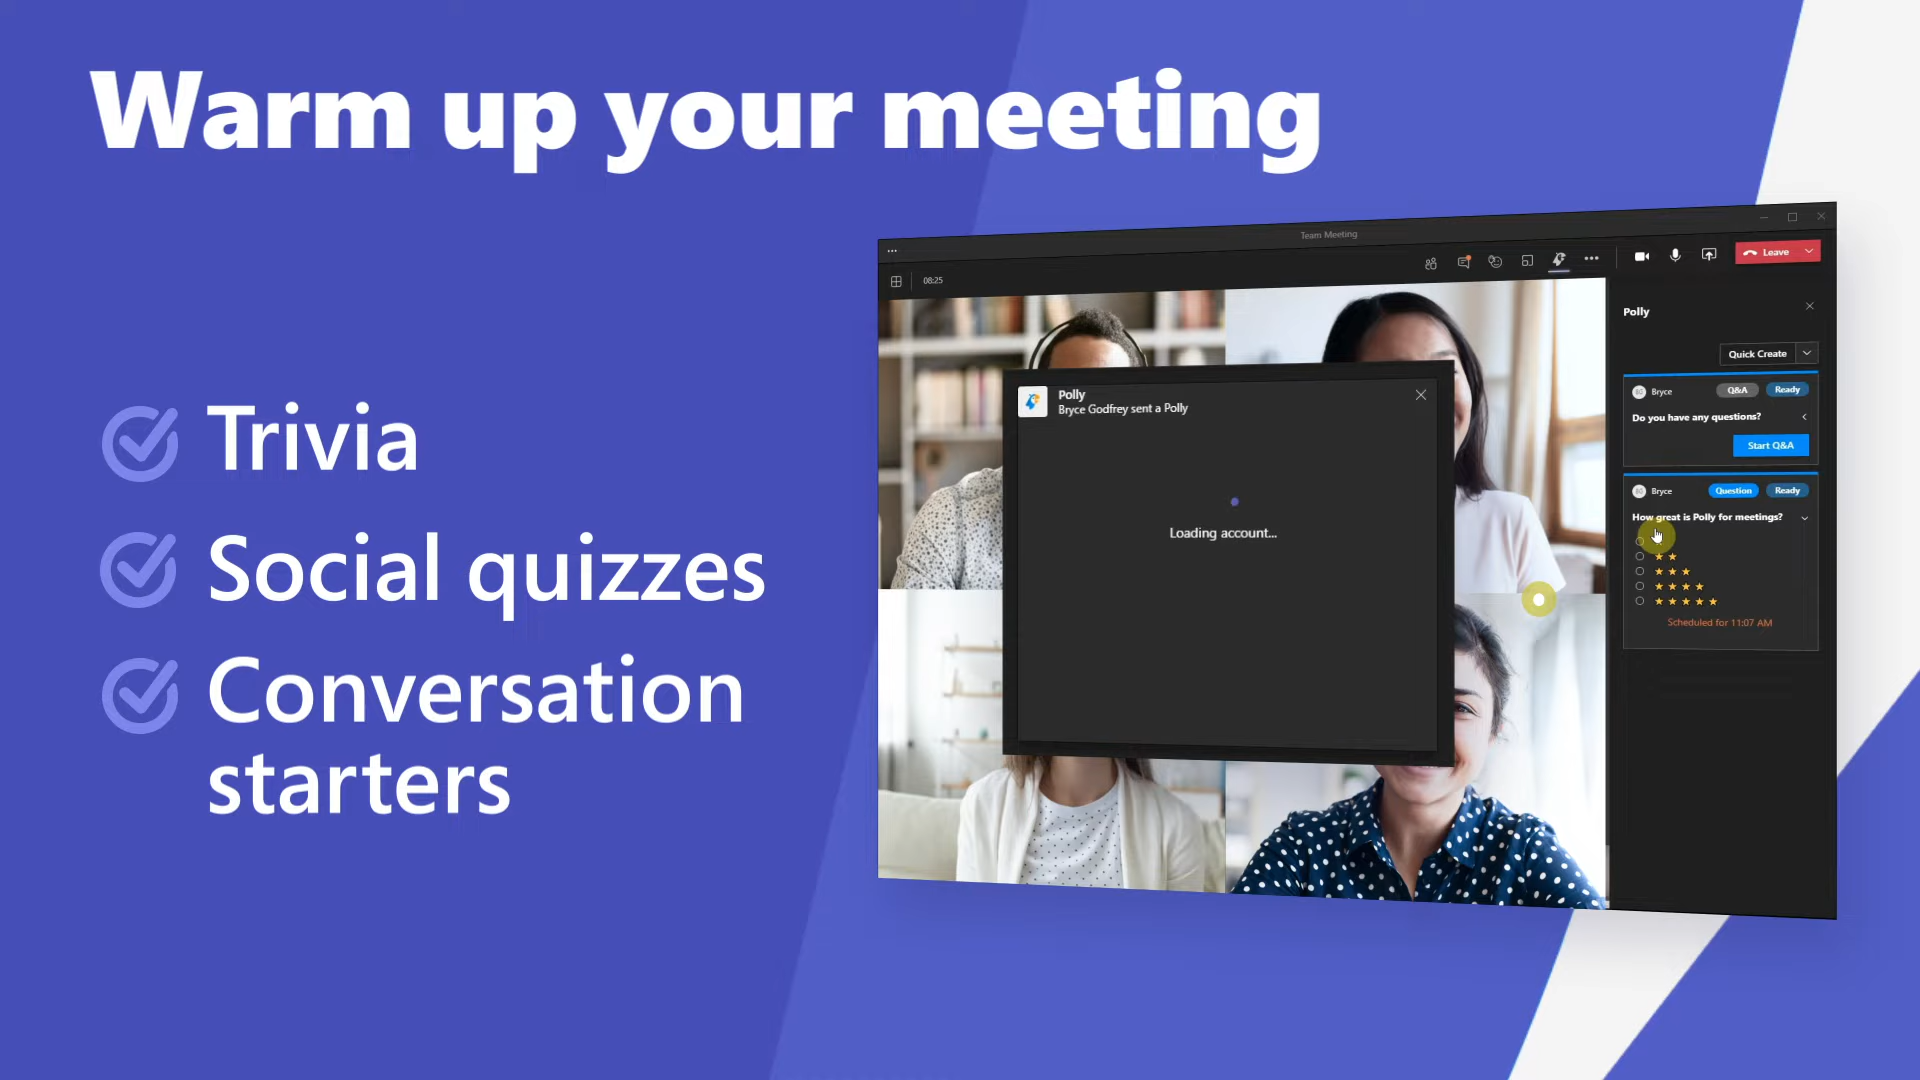 Warm up your meeting
Trivia
Social quizzes
Conversation
starters
Team Meeting
08:25
Leave
Polly
Quick Create
Bryce
Q&A
Ready
Do you have any questions?
Start Q&A
Bryce
Question
Ready
How great is Polly for meetings?
Scheduled for 11:07 AM
Polly
Bryce Godfrey sent a Polly
Loading account...